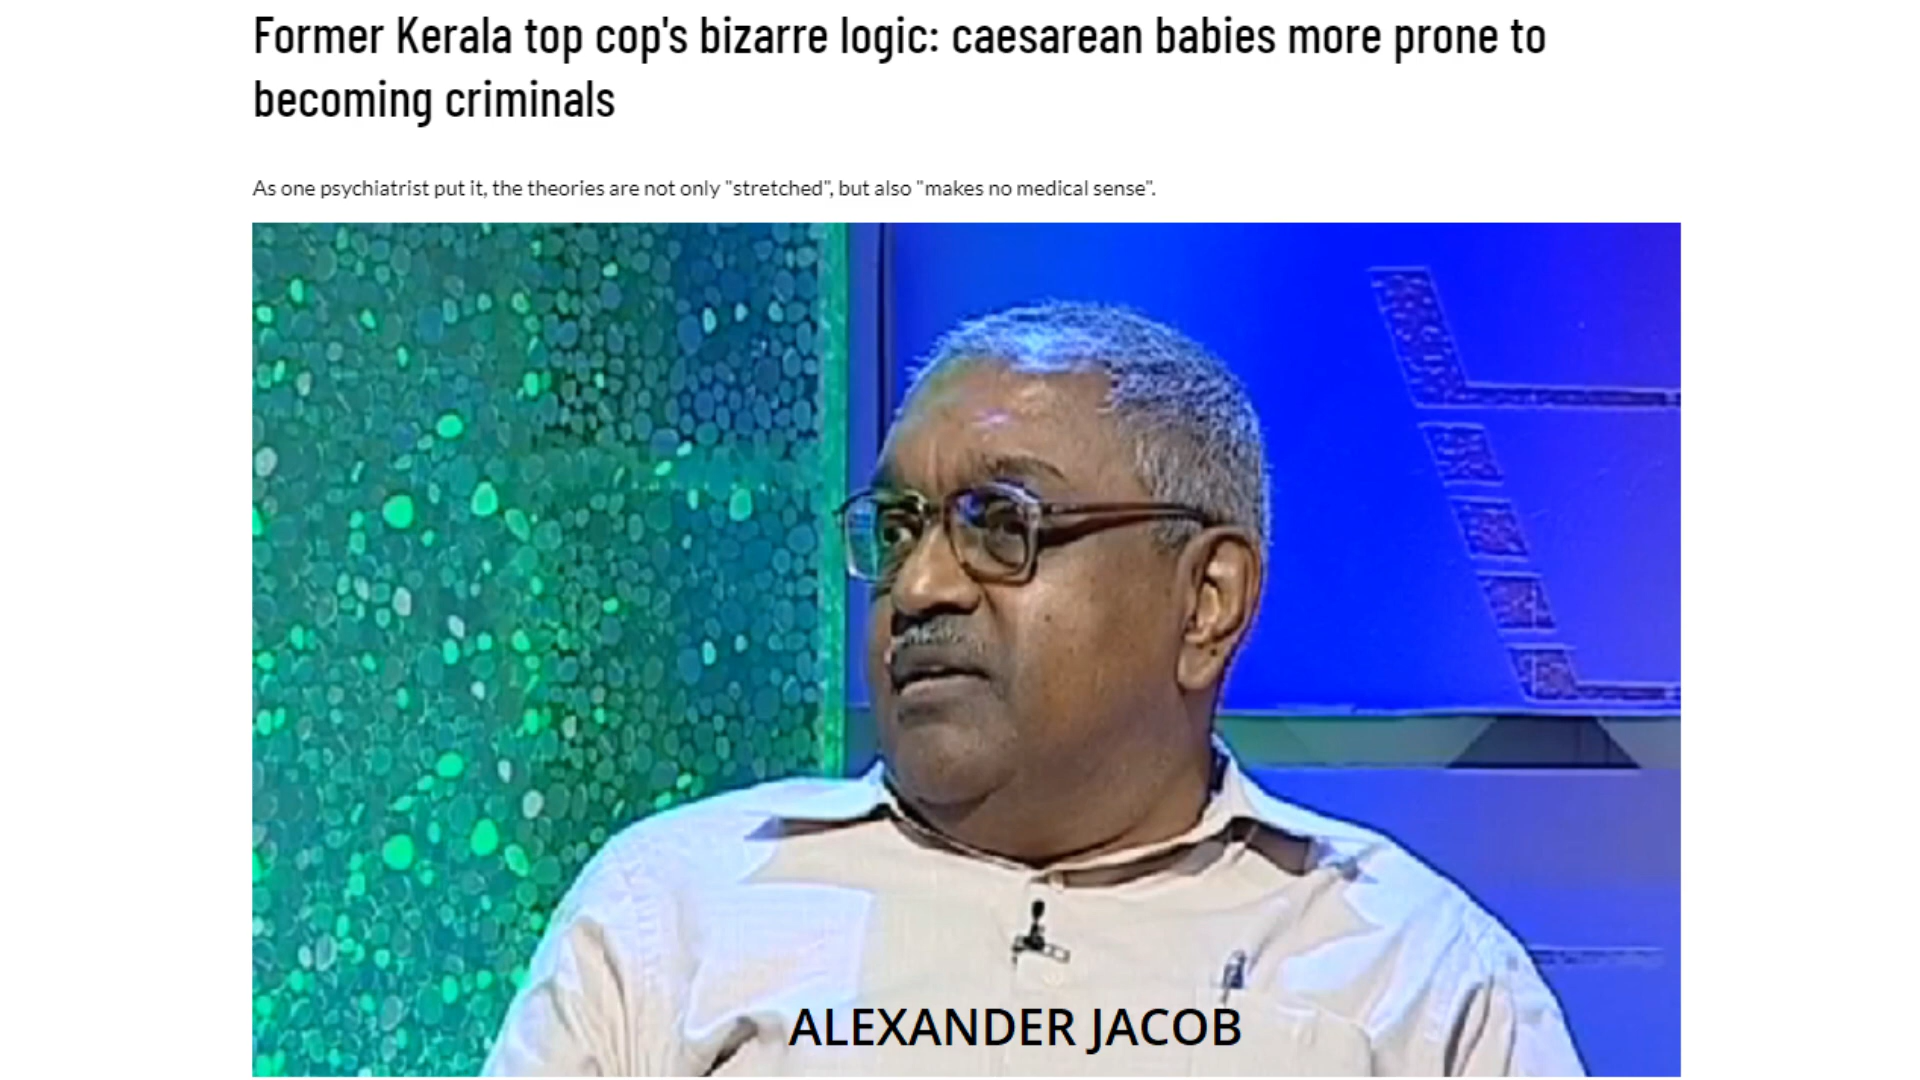 Former Kerala top cop's bizarre logic: caesarean babies more prone to
becoming criminals
As one psychiatrist put it, the theories are not only "stretched", but also "makes no medical sense".
ALEXANDER JACOB